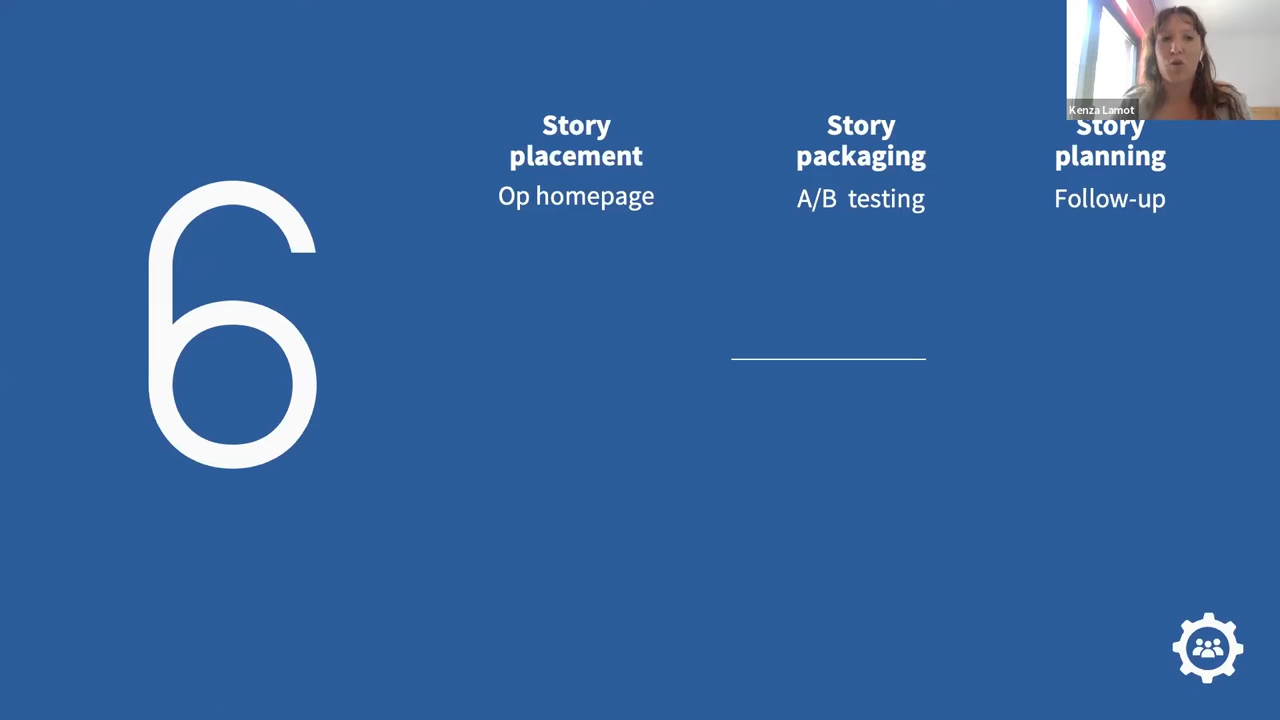 Kenza Lamot
6
Story
placement
Op homepage
Story
packaging
A/B testing
Story
planning
Follow-up